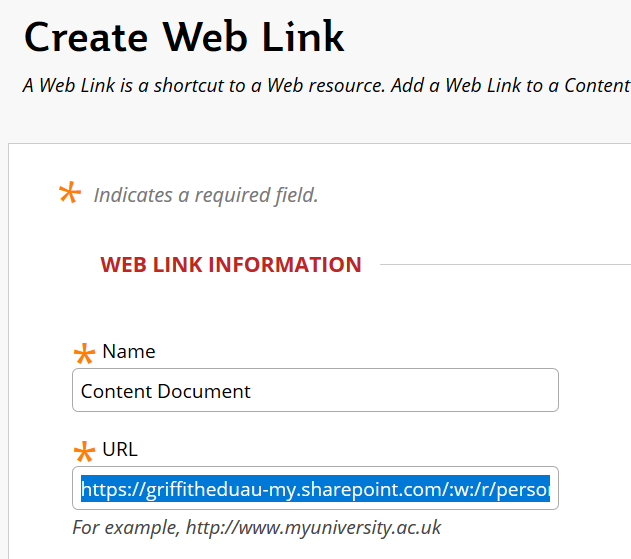 Create Web Link
A Web Link is a shortcut to a Web resource. Add a Web Link to a Content
* Indicates a required field.
WEB LINK INFORMATION
* Name
Content Document
* URL
https://griffitheduau-my.sharepoint.com/:w:/r/person
For example, http://www.myuniversity.ac.uk